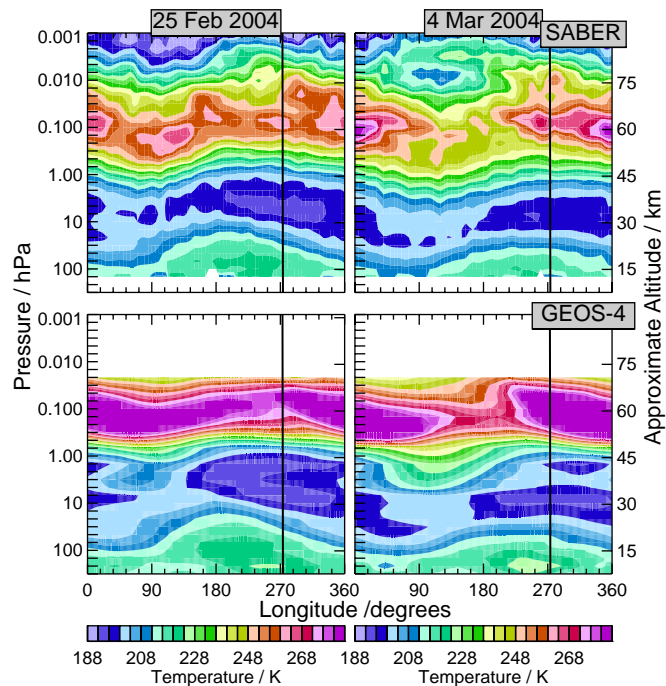 25 Feb 2004
4 Mar 2004
SABER
0.001
0.010
0.100
1.00
10
100
75
60
45
30
15
Pressure / hPa
Approximate Altitude / km
GEOS-4
0.001
0.010
0.100
1.00
10
100
75
60
45
30
15
0 90 180 270 360 90 180 270 360
Longitude /degrees
188 208 228 248 268 188 208 228 248 268
Temperature / K Temperature / K